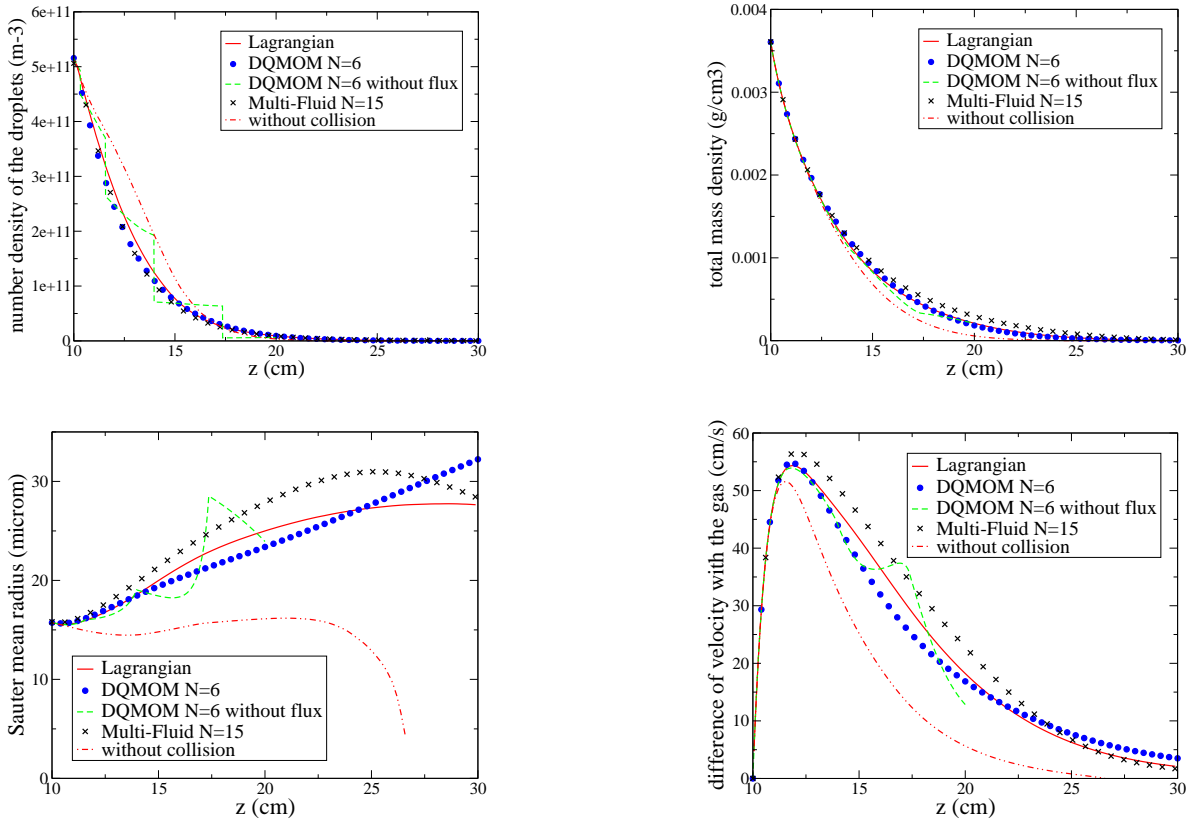 6e+11
5e+11
4e+11
3e+11
2e+11
1e+11
0
number density of the droplets (m-3)
Lagrangian
DQMOM N=6
DQMOM N=6 without flux
Multi-Fluid N=15
without collision
10 15 20 25 30
z (cm)
0.004
0.003
0.002
0.001
0
total mass density (g/cm3)
Lagrangian
DQMOM N=6
DQMOM N=6 without flux
Multi-Fluid N=15
without collision
10 15 20 25 30
z (cm)
30
20
10
0
Sauter mean radius (microm)
Lagrangian
DQMOM N=6
DQMOM N=6 without flux
Multi-Fluid N=15
without collision
10 15 20 25 30
z (cm)
60
50
40
30
20
10
0
difference of velocity with the gas (cm/s)
Lagrangian
DQMOM N=6
DQMOM N=6 without flux
Multi-Fluid N=15
without collision
10 15 20 25 30
z (cm)